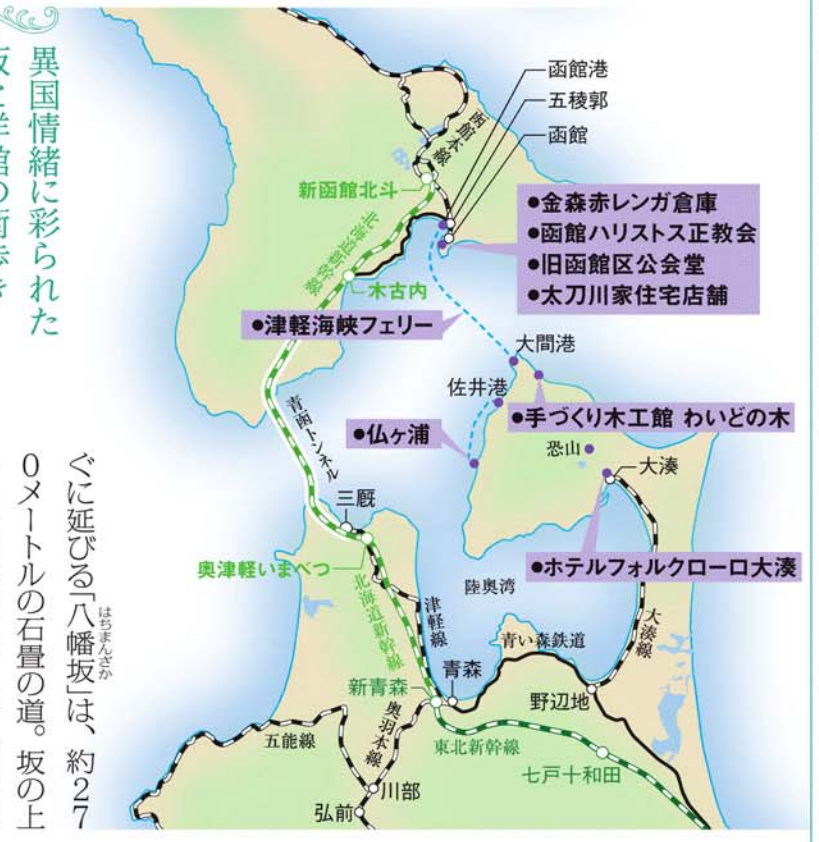 異国情緒に彩られた
函館港
五稜郭
函館
函館本線
新函館北斗
北海道新幹線
●金森赤レンガ倉庫
●函館ハリストス正教会
●旧函館区公会堂
●太刀川家住宅店舗
木古内
●津軽海峡フェリー
大間港
佐井港
●手づくり木工館 わいどの木
青函トンネル
●仏ヶ浦
恐山
大湊
三厩
奥津軽いまべつ
●ホテルフォルクローロ大湊
陸奥湾
北海道新幹線
津軽線
大湊線
青い森鉄道
青森
新青森
野辺地
奥羽本線
五能線
東北新幹線
七戸十和田
川部
弘前
ぐに延びる「八幡坂」は、約27
はちまんざか
0メートルの石畳の道。坂の上